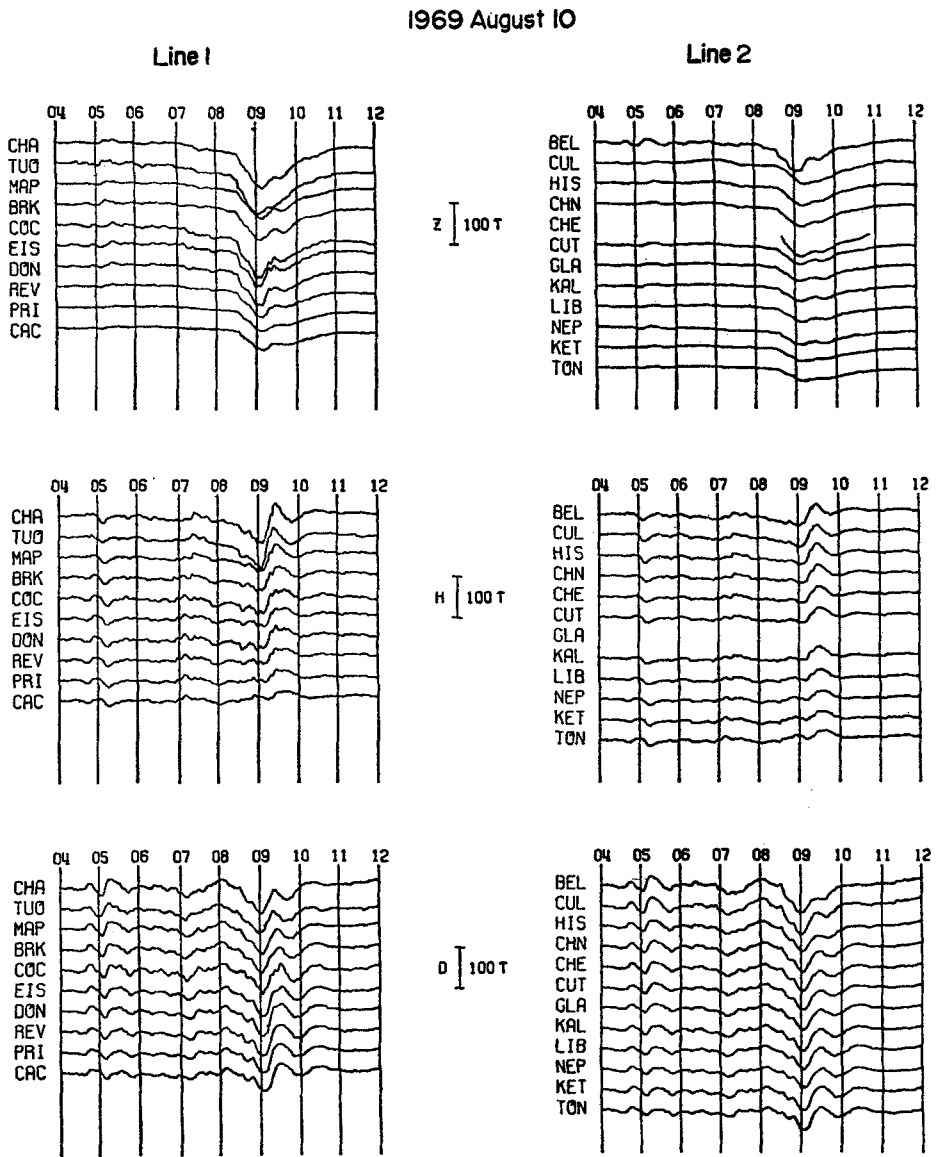 1969 August 10
Line 1
Line 2
04 05 06 07 08 09 10 11 12
CHA
TUO
MAP
BRK
COC
EIS
DON
REV
PRI
CAC
Z 100 T
04 05 06 07 08 09 10 11 12
BEL
CUL
HIS
CHN
CHE
CUT
GLA
KAL
LIB
NEP
KET
TON
04 05 06 07 08 09 10 11 12
CHA
TUO
MAP
BRK
COC
EIS
DON
REV
PRI
CAC
H 100 T
04 05 06 07 08 09 10 11 12
BEL
CUL
HIS
CHN
CHE
CUT
GLA
KAL
LIB
NEP
KET
TON
04 05 06 07 08 09 10 11 12
CHA
TUO
MAP
BRK
COC
EIS
DON
REV
PRI
CAC
D 100 T
04 05 06 07 08 09 10 11 12
BEL
CUL
HIS
CHN
CHE
CUT
GLA
KAL
LIB
NEP
KET
TON